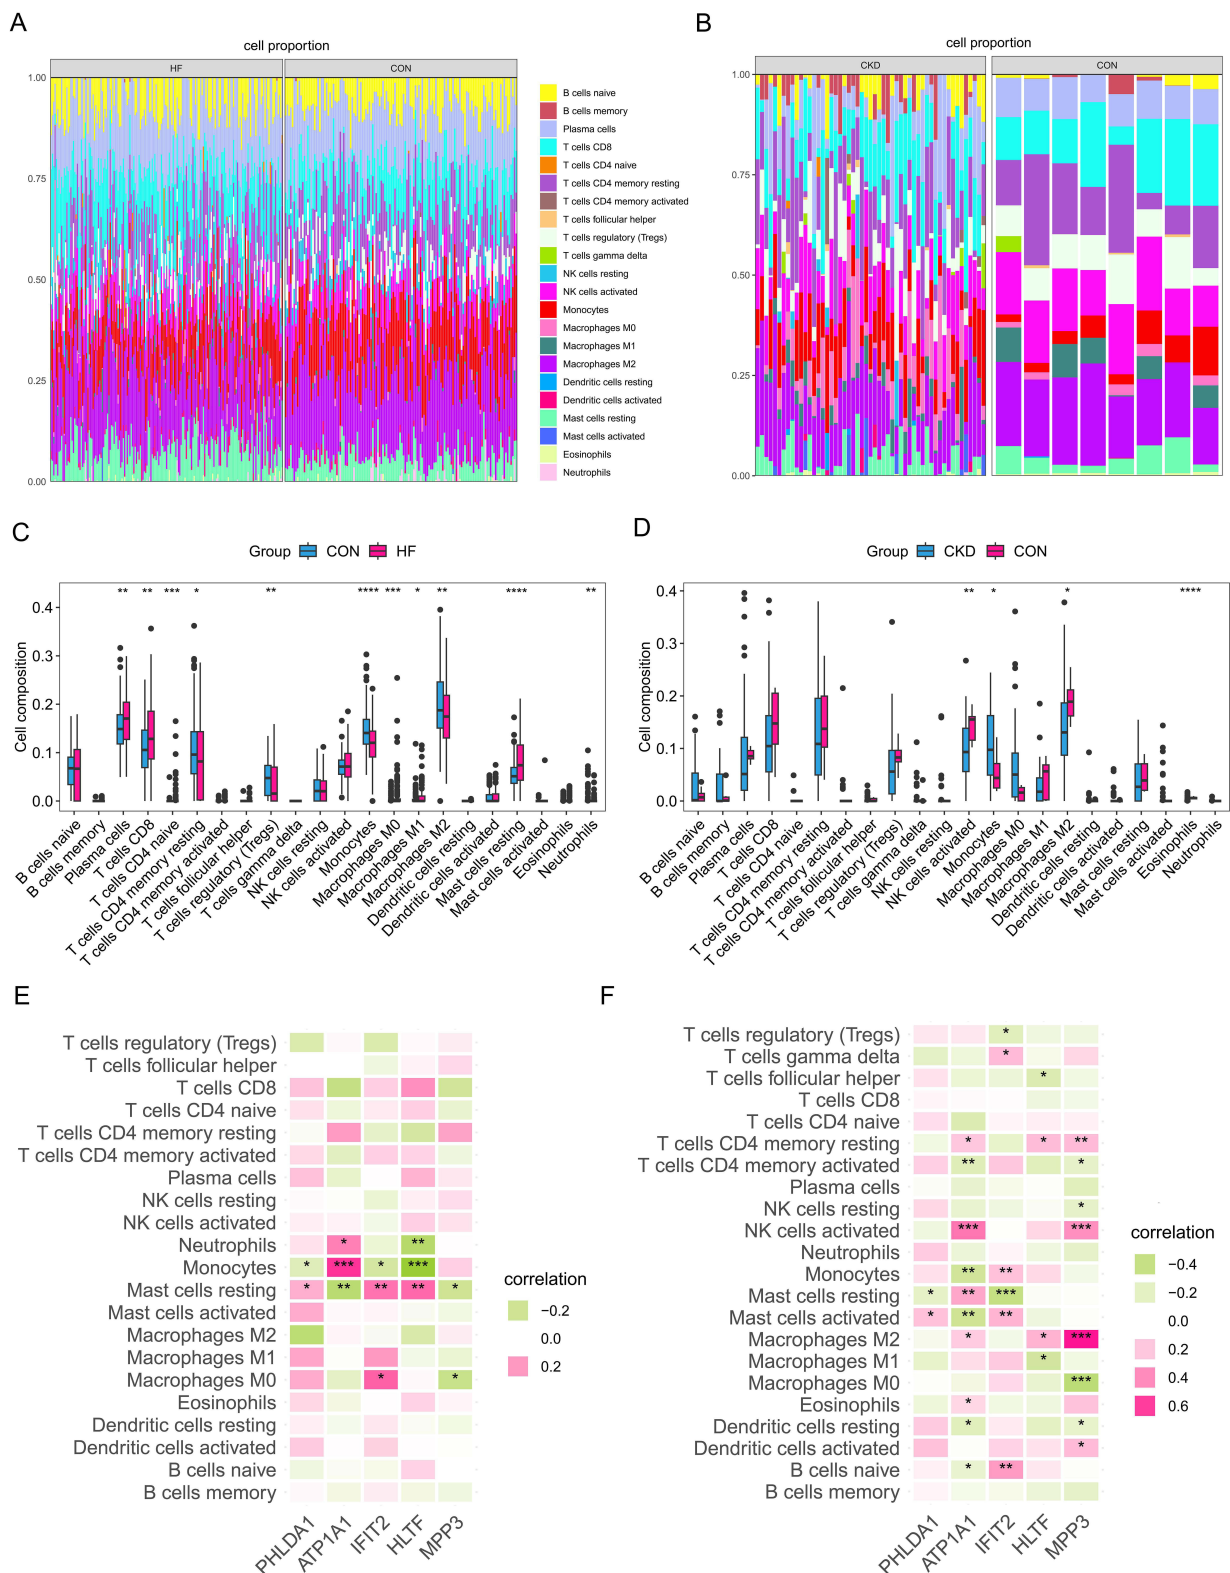 A
cell proportion
HF
CON
1.00
0.75
0.50
0.25
0.00
B cells naive
B cells memory
Plasma cells
T cells CD8
T cells CD4 naive
T cells CD4 memory resting
T cells CD4 memory activated
T cells follicular helper
T cells regulatory (Tregs)
T cells gamma delta
NK cells resting
NK cells activated
Monocytes
Macrophages M0
Macrophages M1
Macrophages M2
Dendritic cells resting
Dendritic cells activated
Mast cells resting
Mast cells activated
Eosinophils
Neutrophils
B
cell proportion
CKD
CON
1.00
0.75
0.50
0.25
0.00
C
Group CON HF
Cell composition
0.4
0.3
0.2
0.1
0.0
** ** *** * ** **** *** * ** **** **
B cells naive
B cells memory
Plasma cells
T cells CD8
T cells CD4 naive
T cells CD4 memory resting
T cells CD4 memory activated
T cells follicular helper
T cells regulatory (Tregs)
T cells gamma delta
NK cells resting
NK cells activated
Monocytes
Macrophages M0
Macrophages M1
Macrophages M2
Dendritic cells resting
Dendritic cells activated
Mast cells resting
Mast cells activated
Eosinophils
Neutrophils
D
Group CKD CON
Cell composition
0.4
0.3
0.2
0.1
0.0
** * * ****
B cells naive
B cells memory
Plasma cells
T cells CD8
T cells CD4 naive
T cells CD4 memory resting
T cells CD4 memory activated
T cells follicular helper
T cells regulatory (Tregs)
T cells gamma delta
NK cells resting
NK cells activated
Monocytes
Macrophages M0
Macrophages M1
Macrophages M2
Dendritic cells resting
Dendritic cells activated
Mast cells resting
Mast cells activated
Eosinophils
Neutrophils
E
T cells regulatory (Tregs)
T cells follicular helper
T cells CD8
T cells CD4 naive
T cells CD4 memory resting
T cells CD4 memory activated
Plasma cells
NK cells resting
NK cells activated
Neutrophils * **
Monocytes * *** * ***
Mast cells resting * ** ** ** *
Mast cells activated
Macrophages M2
Macrophages M1
Macrophages M0 * *
Eosinophils
Dendritic cells resting
Dendritic cells activated
B cells naive
B cells memory
PHLDA1
ATP1A1
IFIT2
HLTF
MPP3
correlation
−0.2
0.0
0.2
F
T cells regulatory (Tregs) *
T cells gamma delta *
T cells follicular helper *
T cells CD8
T cells CD4 naive
T cells CD4 memory resting * * **
T cells CD4 memory activated ** *
Plasma cells
NK cells resting *
NK cells activated *** ***
Neutrophils
Monocytes ** **
Mast cells resting * ** ***
Mast cells activated * ** **
Macrophages M2 * * ***
Macrophages M1 *
Macrophages M0 ***
Eosinophils *
Dendritic cells resting * *
Dendritic cells activated *
B cells naive * **
B cells memory
PHLDA1
ATP1A1
IFIT2
HLTF
MPP3
correlation
−0.4
−0.2
0.0
0.2
0.4
0.6